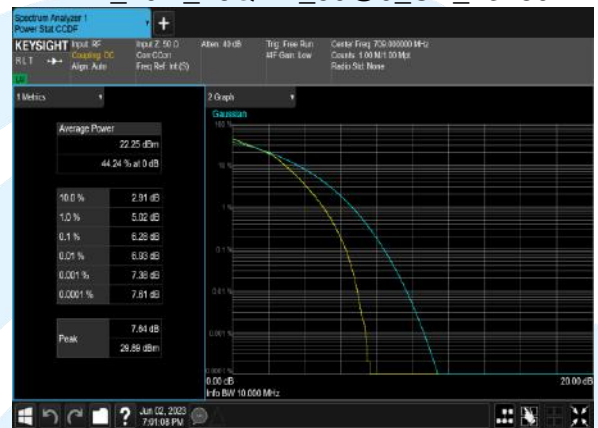 Spectrum Analyzer 1
Power Stat CCDF
KEYSIGHT
Input: RF
Coupling: DC
Align: Auto
Input Z: 50 Ω
Corr CCorr
Freq Ref: Int (S)
Atten: 40 dB
Trig: Free Run
#IF Gain: Low
Center Freq: 709.000000 MHz
Counts: 1.00 M/1.00 Mpt
Radio Std: None
RLT
1 Metrics
Average Power
22.25 dBm
44.24 % at 0 dB
10.0 % 2.91 dB
1.0 % 5.02 dB
0.1 % 6.28 dB
0.01 % 6.93 dB
0.001 % 7.38 dB
0.0001 % 7.61 dB
Peak
7.64 dB
29.89 dBm
2 Graph
Gaussian
100 %
10 %
1 %
0.1 %
0.01 %
0.001 %
0.0001 %
0.00 dB
20.00 dB
Info BW 10.000 MHz
Jun 02, 2023
7:01:08 PM